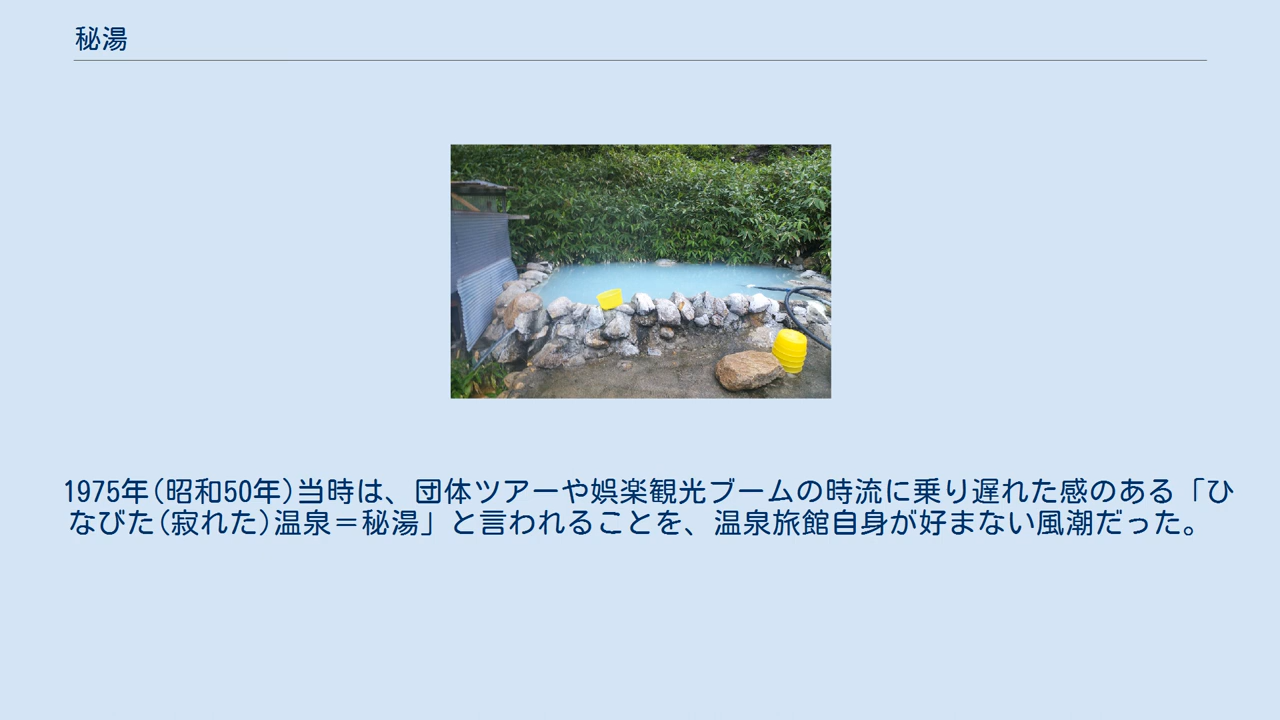 秘湯
1975年(昭和50年)当時は、団体ツアーや娯楽観光ブームの時流に乗り遅れた感のある「ひ
なびた(寂れた)温泉＝秘湯」と言われることを、温泉旅館自身が好まない風潮だった。